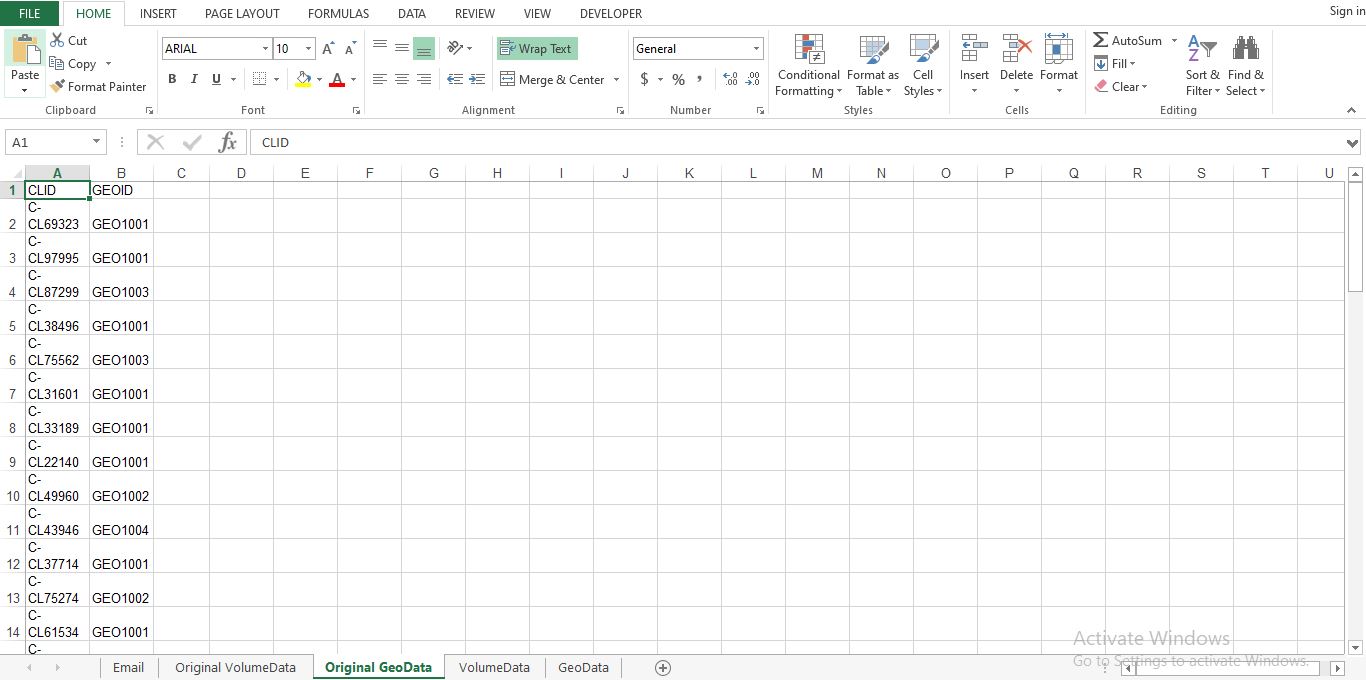 FILE HOME INSERT PAGE LAYOUT FORMULAS DATA REVIEW VIEW DEVELOPER Sign in
Paste
Cut
Copy
Format Painter
Clipboard
ARIAL 10
B I U A
Font
Wrap Text
Merge & Center
Alignment
General
$ % ,
Number
Conditional Formatting
Format as Table
Cell Styles
Styles
Insert
Delete
Format
Cells
AutoSum
Fill
Clear
Sort & Filter
Find & Select
Editing
A1 fx CLID
A B C D E F G H I J K L M N O P Q R S T U
1 CLID GEOID
2 C-CL69323 GEO1001
3 C-CL97995 GEO1001
4 C-CL87299 GEO1003
5 C-CL38496 GEO1001
6 C-CL75562 GEO1003
7 C-CL31601 GEO1001
8 C-CL33189 GEO1001
9 C-CL22140 GEO1001
10 C-CL49960 GEO1002
11 C-CL43946 GEO1004
12 C-CL37714 GEO1001
13 C-CL75274 GEO1002
14 C-CL61534 GEO1001
C-
Activate Windows
Go to Settings to activate Windows.
Email Original VolumeData Original GeoData VolumeData GeoData